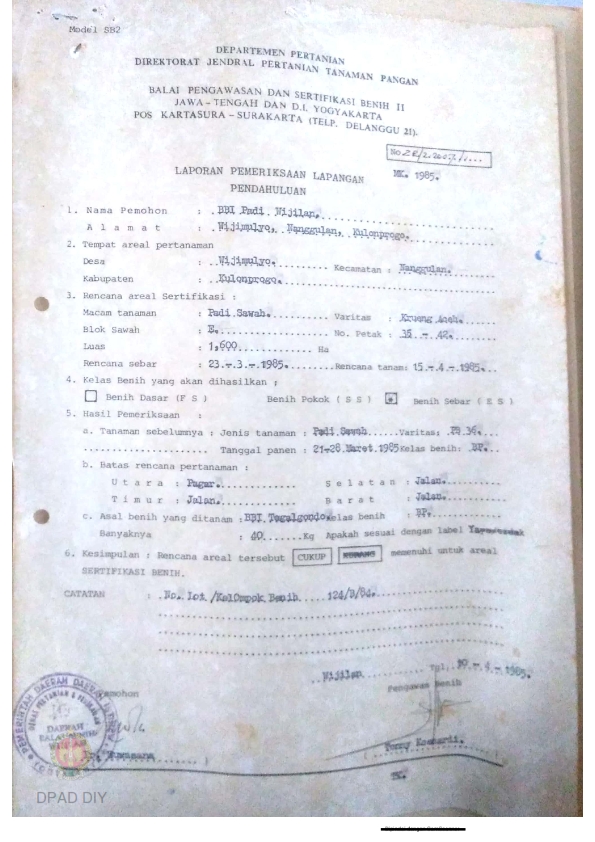 Model SB2
DEPARTEMEN PERTANIAN
DIREKTORAT JENDRAL PERTANIAN TANAMAN PANGAN
BALAI PENGAWASAN DAN SERTIFIKASI BENIH II
JAWA-TENGAH DAN D.I. YOGYAKARTA
POS KARTASURA-SURAKARTA (TELP. DELANGGU 21).
No.
LAPORAN PEMERIKSAAN LAPANGAN MK. 1985.
PENDAHULUAN
1. Nama Pemohon : BBI Padi Wijilan.
Alamat : Wijimulyo, Nanggulan, Kulonprogo.
2. Tempat areal pertanaman
Desa : Wijimulyo. Kecamatan : Nanggulan.
Kabupaten : Kulonprogo.
3. Rencana areal Sertifikasi :
Macam tanaman : Padi Sawah. Varitas : Krueng Aceh.
Blok Sawah : E. No. Petak : 35 - 42.
Luas : 1,600 Ha
Rencana sebar : 23.-.3.-.1985. Rencana tanam: 15.-.4.-.1985.
4. Kelas Benih yang akan dihasilkan :
Benih Dasar (F S) Benih Pokok ( S S ) Benih Sebar ( E S )
5. Hasil Pemeriksaan :
a. Tanaman sebelumnya : Jenis tanaman : Padi Sawah Varitas: 36.
Tanggal panen : 21-28 Maret 1985 Kelas benih: BP.
b. Batas rencana pertanaman :
Utara : Pagar. Selatan : Jalan.
Timur : Jalan. Barat : Jalan.
c. Asal benih yang ditanam : BBI Tegalgondo. Kelas benih : BP.
Banyaknya : 40 Kg Apakah sesuai dengan label Ya
6. Kesimpulan : Rencana areal tersebut CUKUP KURANG memenuhi untuk areal
SERTIFIKASI BENIH.
CATATAN : No. Lot /Kelompok Benih 124/B/84.
Wijilan Tgl, 10 - 4 - 1985.
Pemohon Pengawas Benih
DPAD DIY